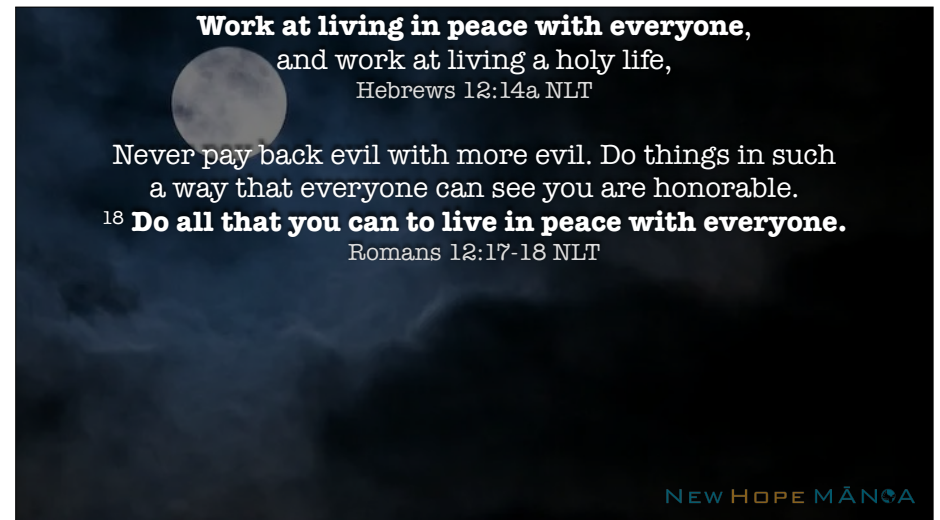 Work at living in peace with everyone,
and work at living a holy life,
Hebrews 12:14a NLT
Never pay back evil with more evil. Do things in such
a way that everyone can see you are honorable.
18 Do all that you can to live in peace with everyone.
Romans 12:17-18 NLT
NEW HOPE MĀNOA